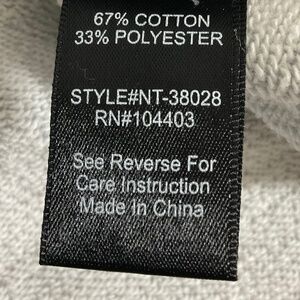 67% COTTON
33% POLYESTER
STYLE#NT-38028
RN#104403
See Reverse For
Care Instruction
Made In China